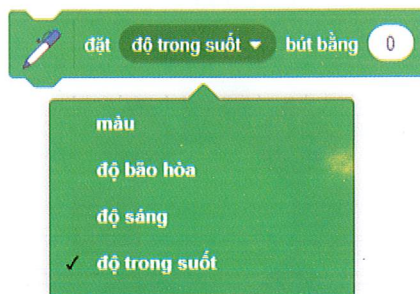 đặt độ trong suốt bút bằng 0
màu
độ bão hòa
độ sáng
✓ độ trong suốt